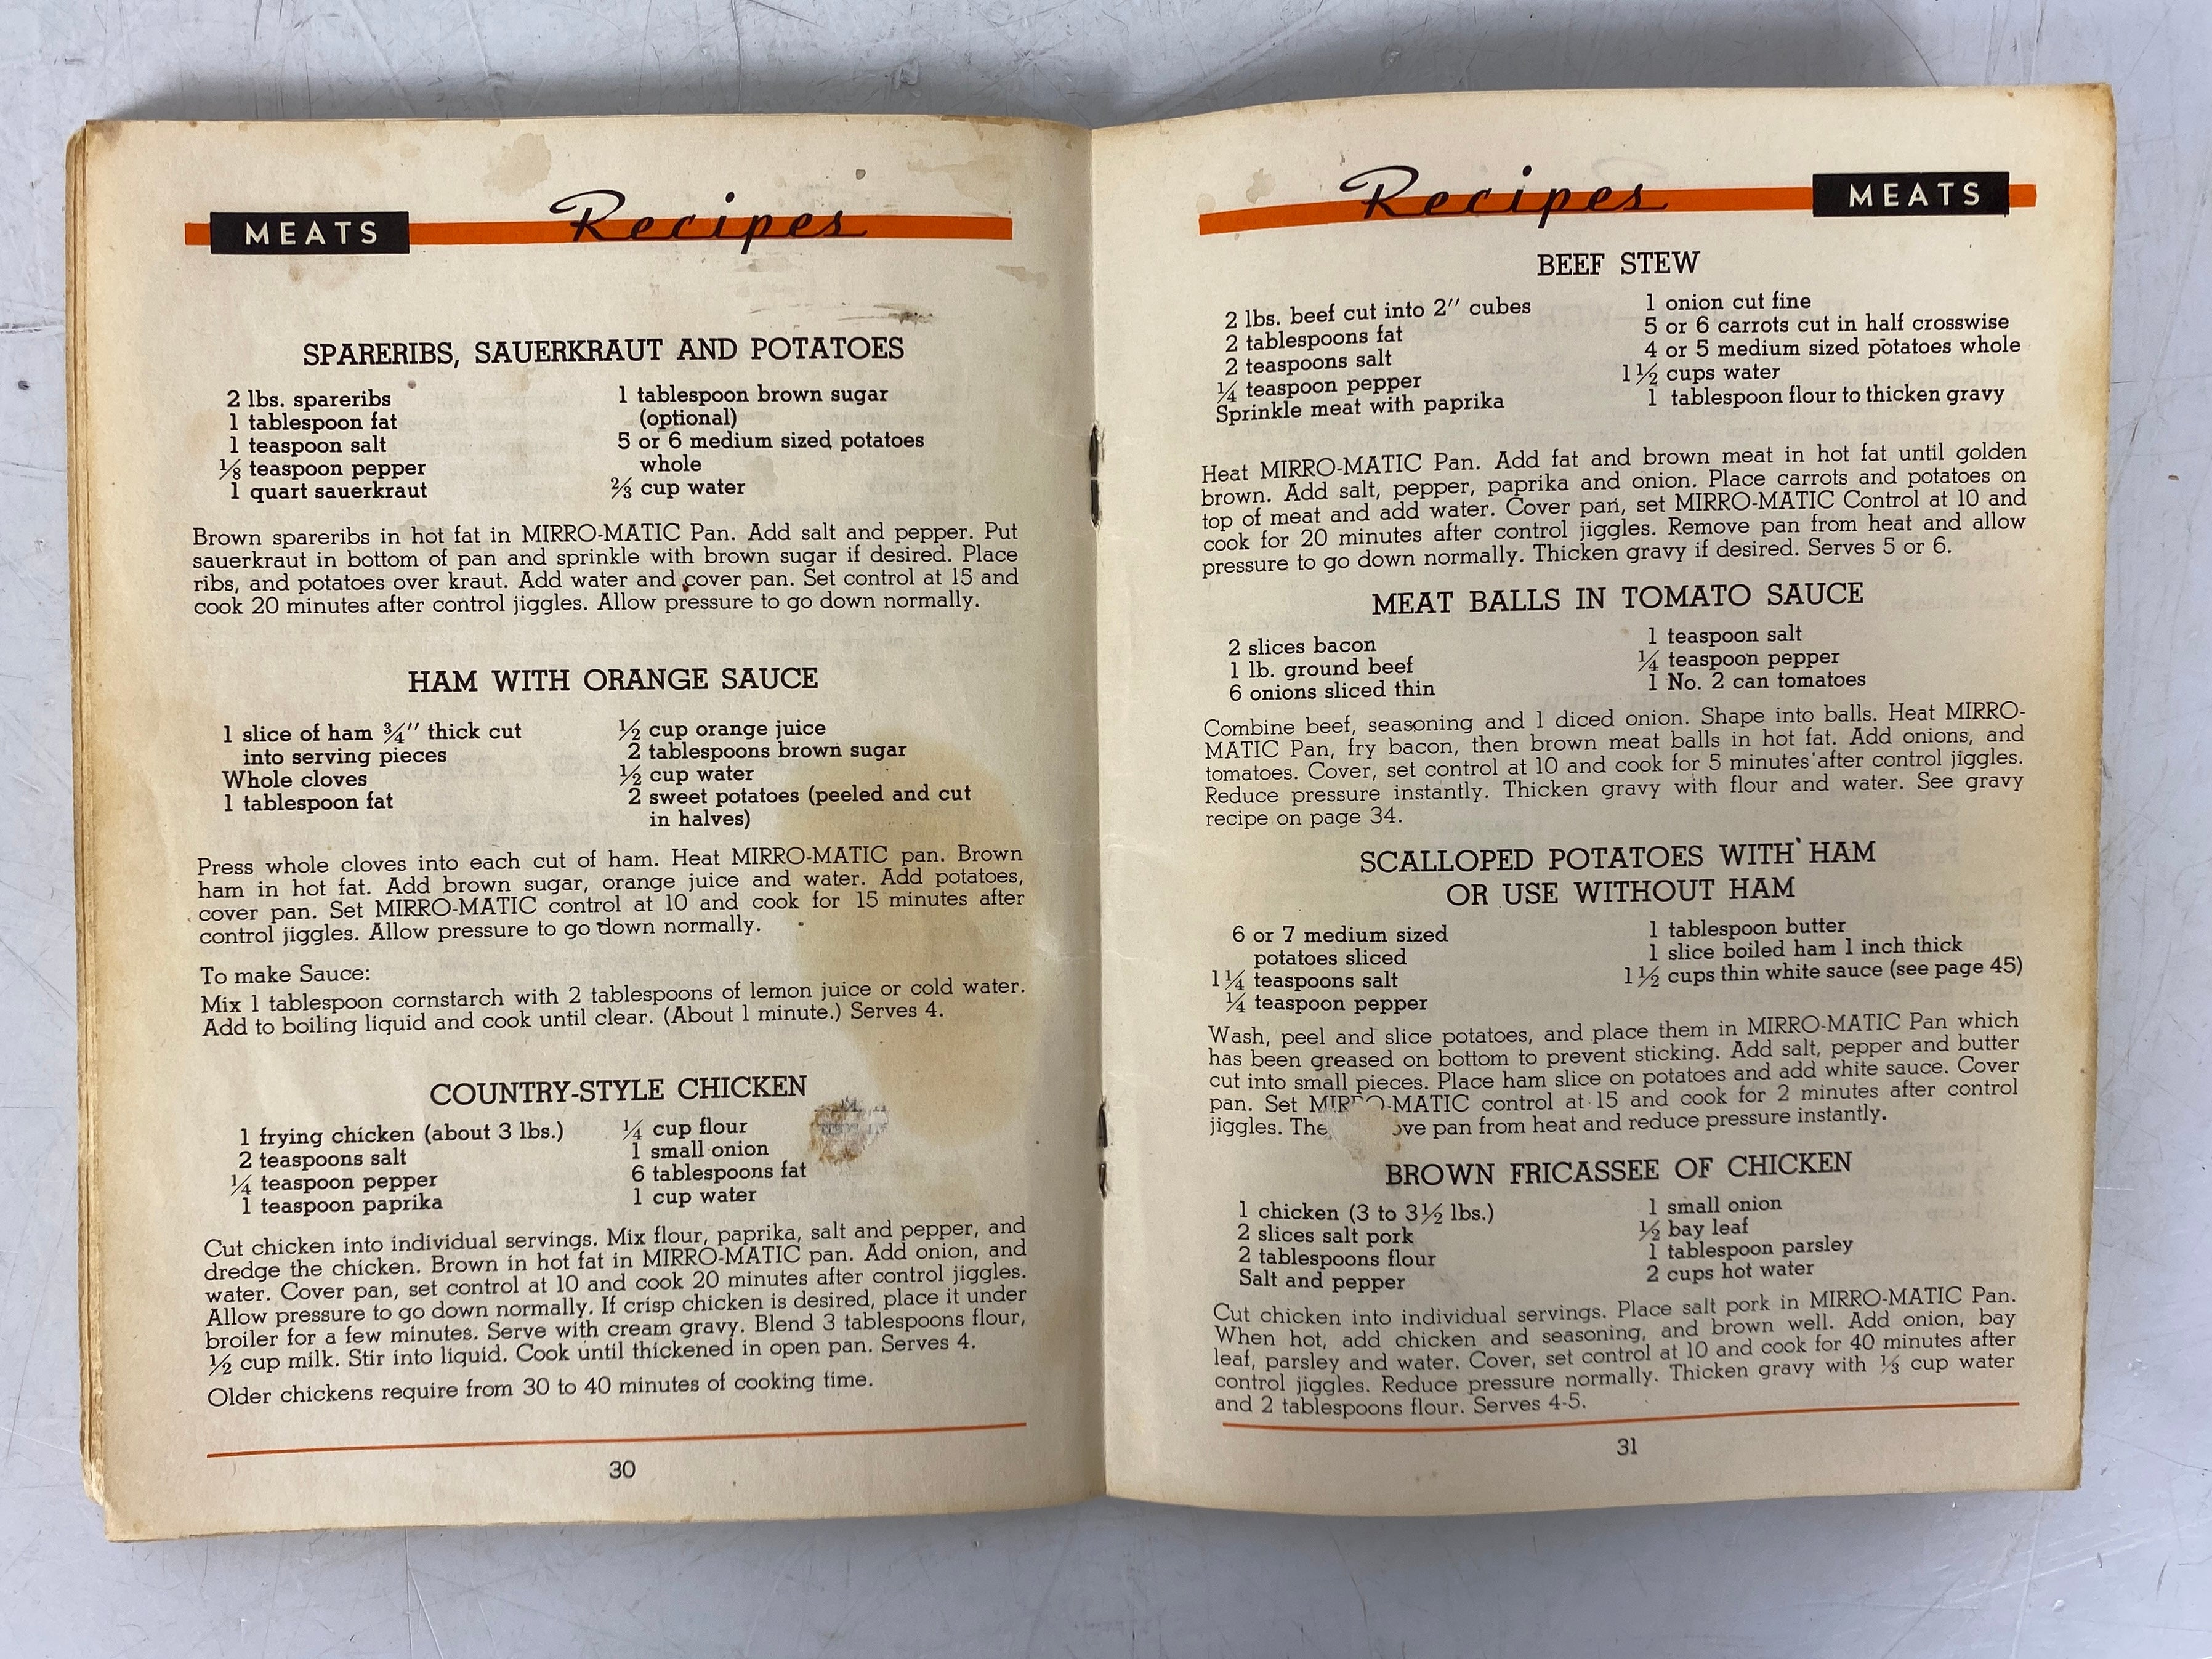 MEATS Recipes
SPARERIBS, SAUERKRAUT AND POTATOES
2 lbs. spareribs
1 tablespoon fat
1 teaspoon salt
⅛ teaspoon pepper
1 quart sauerkraut
1 tablespoon brown sugar
(optional)
5 or 6 medium sized potatoes
whole
⅔ cup water
Brown spareribs in hot fat in MIRRO-MATIC Pan. Add salt and pepper. Put
sauerkraut in bottom of pan and sprinkle with brown sugar if desired. Place
ribs, and potatoes over kraut. Add water and cover pan. Set control at 15 and
cook 20 minutes after control jiggles. Allow pressure to go down normally.
HAM WITH ORANGE SAUCE
1 slice of ham ¾″ thick cut
into serving pieces
Whole cloves
1 tablespoon fat
½ cup orange juice
2 tablespoons brown sugar
½ cup water
2 sweet potatoes (peeled and cut
in halves)
Press whole cloves into each cut of ham. Heat MIRRO-MATIC pan. Brown
ham in hot fat. Add brown sugar, orange juice and water. Add potatoes,
cover pan. Set MIRRO-MATIC control at 10 and cook for 15 minutes after
control jiggles. Allow pressure to go down normally.
To make Sauce:
Mix 1 tablespoon cornstarch with 2 tablespoons of lemon juice or cold water.
Add to boiling liquid and cook until clear. (About 1 minute.) Serves 4.
COUNTRY-STYLE CHICKEN
1 frying chicken (about 3 lbs.)
2 teaspoons salt
¼ teaspoon pepper
1 teaspoon paprika
¼ cup flour
1 small onion
6 tablespoons fat
1 cup water
Cut chicken into individual servings. Mix flour, paprika, salt and pepper, and
dredge the chicken. Brown in hot fat in MIRRO-MATIC pan. Add onion, and
water. Cover pan, set control at 10 and cook 20 minutes after control jiggles.
Allow pressure to go down normally. If crisp chicken is desired, place it under
broiler for a few minutes. Serve with cream gravy. Blend 3 tablespoons flour,
½ cup milk. Stir into liquid. Cook until thickened in open pan. Serves 4.
Older chickens require from 30 to 40 minutes of cooking time.
30
Recipes MEATS
BEEF STEW
2 lbs. beef cut into 2″ cubes
2 tablespoons fat
2 teaspoons salt
¼ teaspoon pepper
Sprinkle meat with paprika
1 onion cut fine
5 or 6 carrots cut in half crosswise
4 or 5 medium sized potatoes whole
1½ cups water
1 tablespoon flour to thicken gravy
Heat MIRRO-MATIC Pan. Add fat and brown meat in hot fat until golden
brown. Add salt, pepper, paprika and onion. Place carrots and potatoes on
top of meat and add water. Cover pan, set MIRRO-MATIC Control at 10 and
cook for 20 minutes after control jiggles. Remove pan from heat and allow
pressure to go down normally. Thicken gravy if desired. Serves 5 or 6.
MEAT BALLS IN TOMATO SAUCE
2 slices bacon
1 lb. ground beef
6 onions sliced thin
1 teaspoon salt
¼ teaspoon pepper
1 No. 2 can tomatoes
Combine beef, seasoning and 1 diced onion. Shape into balls. Heat MIRRO-
MATIC Pan, fry bacon, then brown meat balls in hot fat. Add onions, and
tomatoes. Cover, set control at 10 and cook for 5 minutes after control jiggles.
Reduce pressure instantly. Thicken gravy with flour and water. See gravy
recipe on page 34.
SCALLOPED POTATOES WITH HAM
OR USE WITHOUT HAM
6 or 7 medium sized
potatoes sliced
1¼ teaspoons salt
¼ teaspoon pepper
1 tablespoon butter
1 slice boiled ham 1 inch thick
1½ cups thin white sauce (see page 45)
Wash, peel and slice potatoes, and place them in MIRRO-MATIC Pan which
has been greased on bottom to prevent sticking. Add salt, pepper and butter
cut into small pieces. Place ham slice on potatoes and add white sauce. Cover
pan. Set MIRRO-MATIC control at 15 and cook for 2 minutes after control
jiggles. pan from heat and reduce pressure instantly.
BROWN FRICASSEE OF CHICKEN
1 chicken (3 to 3½ lbs.)
2 slices salt pork
2 tablespoons flour
Salt and pepper
1 small onion
½ bay leaf
1 tablespoon parsley
2 cups hot water
Cut chicken into individual servings. Place salt pork in MIRRO-MATIC Pan.
When hot, add chicken and seasoning, and brown well. Add onion, bay
leaf, parsley and water. Cover, set control at 10 and cook for 40 minutes after
control jiggles. Reduce pressure normally. Thicken gravy with ⅓ cup water
and 2 tablespoons flour. Serves 4-5.
31